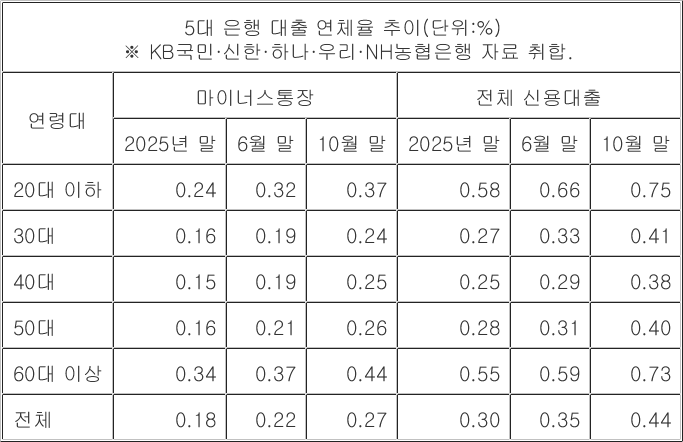 5대 은행 대출 연체율 추이(단위:%)
※ KB국민·신한·하나·우리·NH농협은행 자료 취합.
연령대 마이너스통장 전체 신용대출
2025년 말 6월 말 10월 말 2025년 말 6월 말 10월 말
20대 이하 0.24 0.32 0.37 0.58 0.66 0.75
30대 0.16 0.19 0.24 0.27 0.33 0.41
40대 0.15 0.19 0.25 0.25 0.29 0.38
50대 0.16 0.21 0.26 0.28 0.31 0.40
60대 이상 0.34 0.37 0.44 0.55 0.59 0.73
전체 0.18 0.22 0.27 0.30 0.35 0.44